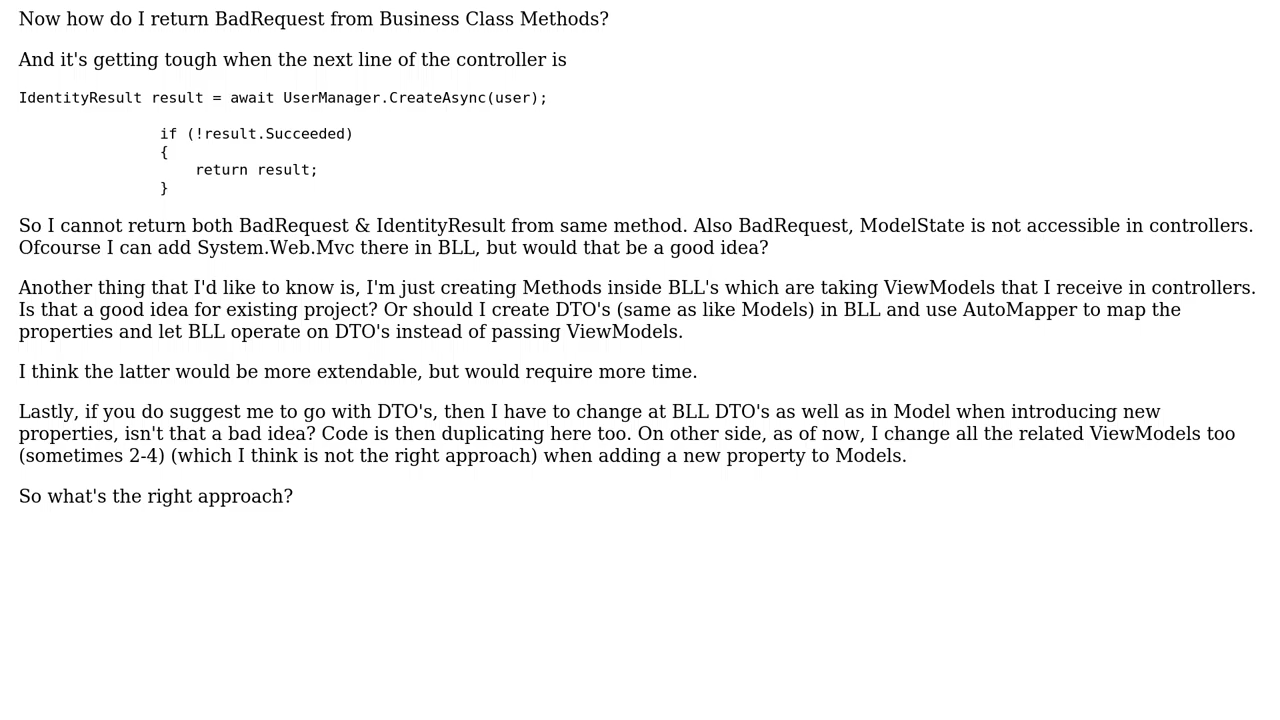 Now how do I return BadRequest from Business Class Methods?
And it's getting tough when the next line of the controller is
IdentityResult result = await UserManager.CreateAsync(user);
if (!result.Succeeded)
{
return result;
}
So I cannot return both BadRequest & IdentityResult from same method. Also BadRequest, ModelState is not accessible in controllers.
Ofcourse I can add System.Web.Mvc there in BLL, but would that be a good idea?
Another thing that I'd like to know is, I'm just creating Methods inside BLL's which are taking ViewModels that I receive in controllers.
Is that a good idea for existing project? Or should I create DTO's (same as like Models) in BLL and use AutoMapper to map the
properties and let BLL operate on DTO's instead of passing ViewModels.
I think the latter would be more extendable, but would require more time.
Lastly, if you do suggest me to go with DTO's, then I have to change at BLL DTO's as well as in Model when introducing new
properties, isn't that a bad idea? Code is then duplicating here too. On other side, as of now, I change all the related ViewModels too
(sometimes 2-4) (which I think is not the right approach) when adding a new property to Models.
So what's the right approach?